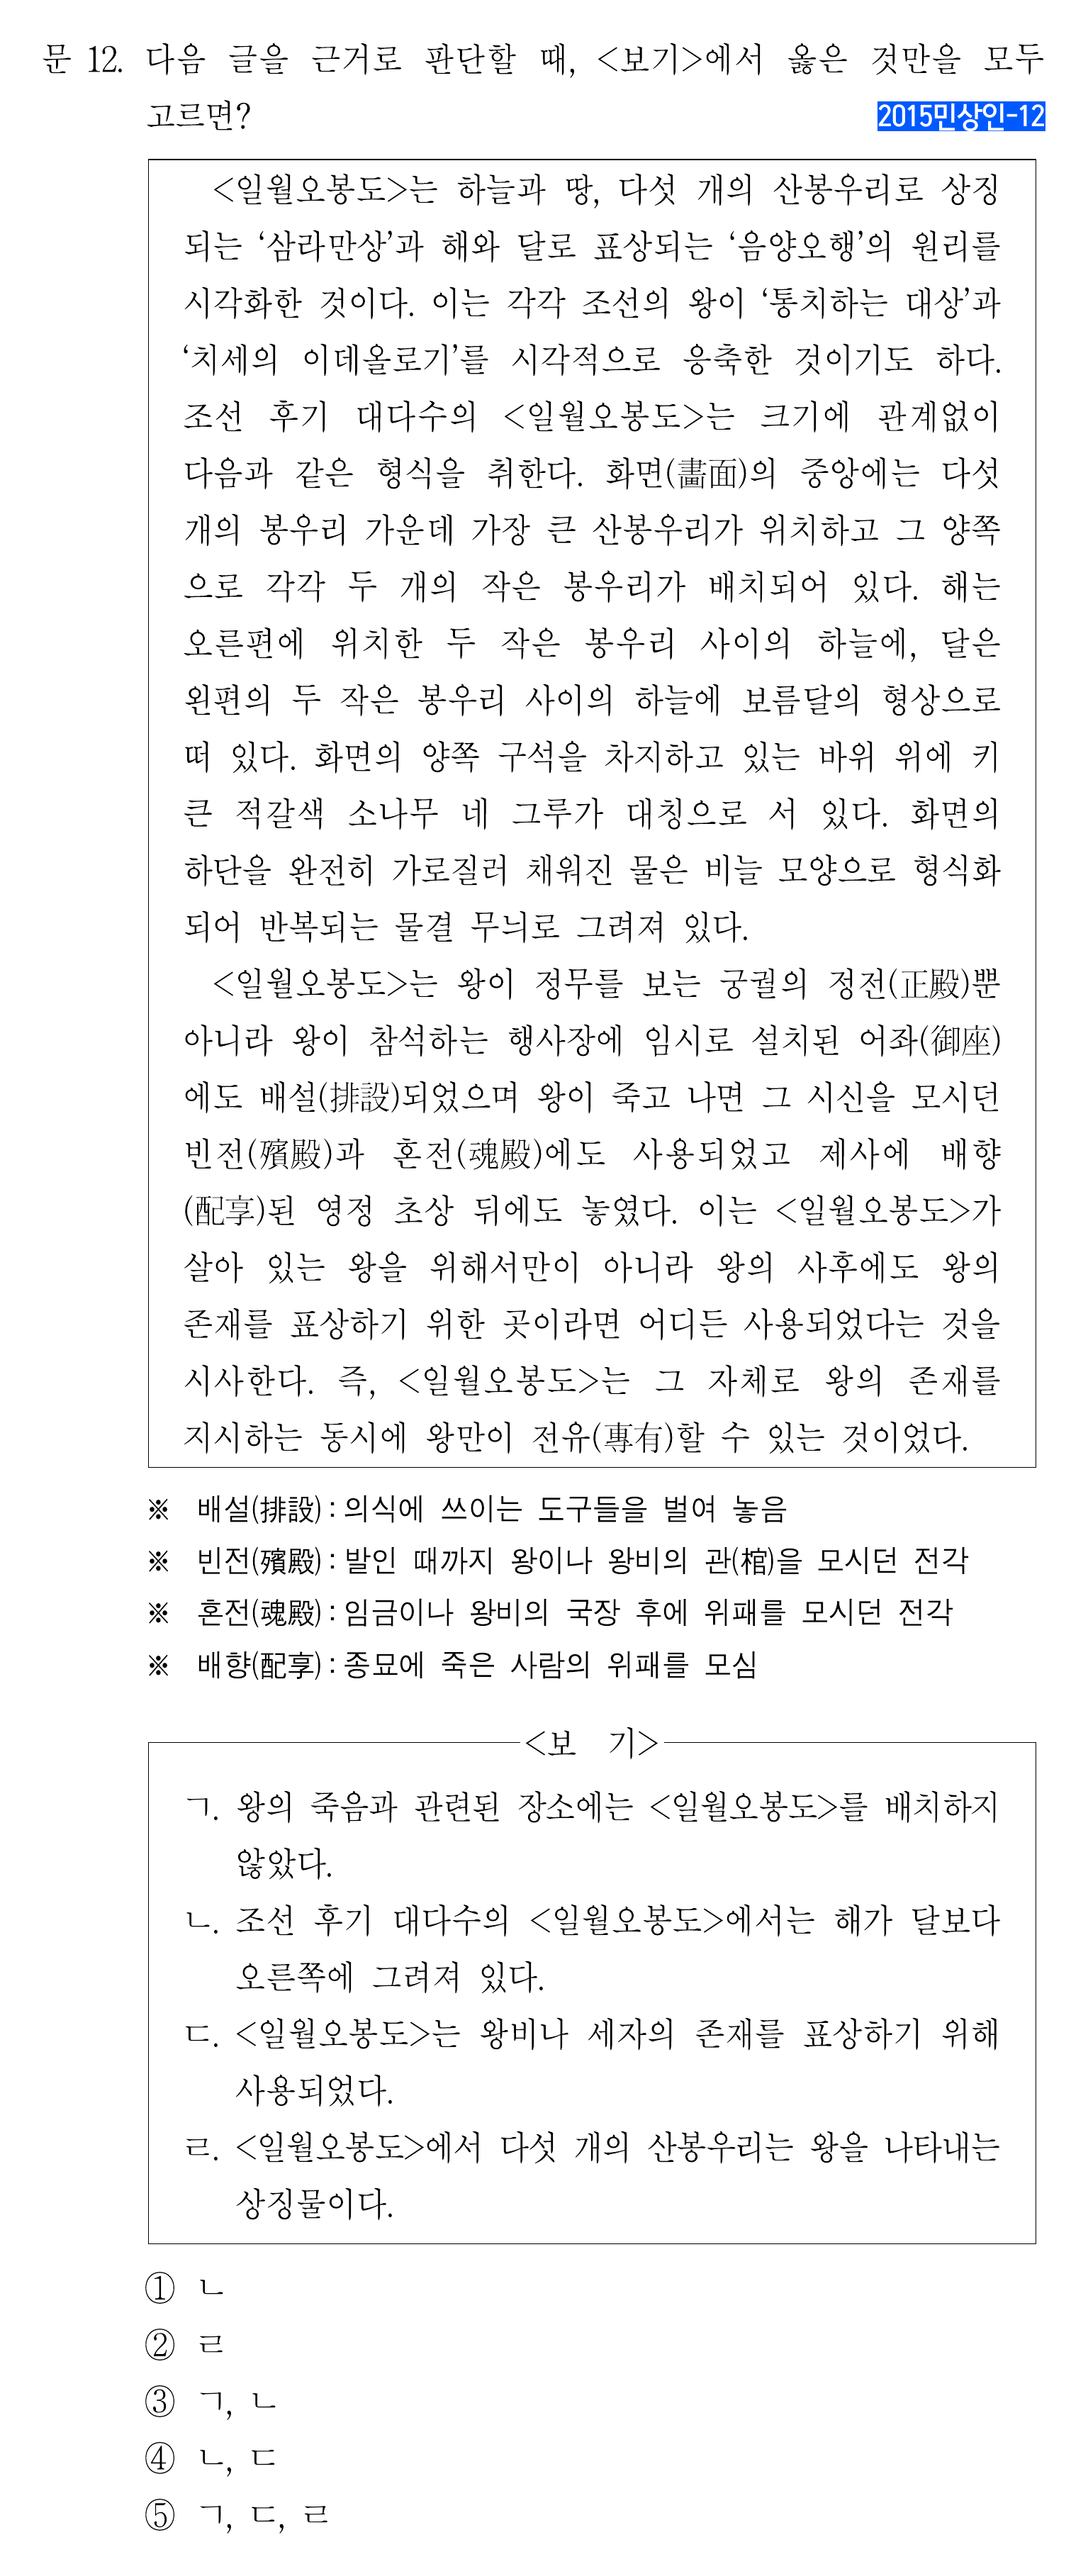 문 12. 다음 글을 근거로 판단할 때, <보기>에서 옳은 것만을 모두
고르면?
2015민상인-12
<일월오봉도>는 하늘과 땅, 다섯 개의 산봉우리로 상징
되는 ‘삼라만상’과 해와 달로 표상되는 ‘음양오행’의 원리를
시각화한 것이다. 이는 각각 조선의 왕이 ‘통치하는 대상’과
‘치세의 이데올로기’를 시각적으로 응축한 것이기도 하다.
조선 후기 대다수의 <일월오봉도>는 크기에 관계없이
다음과 같은 형식을 취한다. 화면(畵面)의 중앙에는 다섯
개의 봉우리 가운데 가장 큰 산봉우리가 위치하고 그 양쪽
으로 각각 두 개의 작은 봉우리가 배치되어 있다. 해는
오른편에 위치한 두 작은 봉우리 사이의 하늘에, 달은
왼편의 두 작은 봉우리 사이의 하늘에 보름달의 형상으로
떠 있다. 화면의 양쪽 구석을 차지하고 있는 바위 위에 키
큰 적갈색 소나무 네 그루가 대칭으로 서 있다. 화면의
하단을 완전히 가로질러 채워진 물은 비늘 모양으로 형식화
되어 반복되는 물결 무늬로 그려져 있다.
<일월오봉도>는 왕이 정무를 보는 궁궐의 정전(正殿)뿐
아니라 왕이 참석하는 행사장에 임시로 설치된 어좌(御座)
에도 배설(排設)되었으며 왕이 죽고 나면 그 시신을 모시던
빈전(殯殿)과 혼전(魂殿)에도 사용되었고 제사에 배향
(配享)된 영정 초상 뒤에도 놓였다. 이는 <일월오봉도>가
살아 있는 왕을 위해서만이 아니라 왕의 사후에도 왕의
존재를 표상하기 위한 곳이라면 어디든 사용되었다는 것을
시사한다. 즉, <일월오봉도>는 그 자체로 왕의 존재를
지시하는 동시에 왕만이 전유(專有)할 수 있는 것이었다.
※ 배설(排設) : 의식에 쓰이는 도구들을 벌여 놓음
※ 빈전(殯殿) : 발인 때까지 왕이나 왕비의 관(棺)을 모시던 전각
※ 혼전(魂殿) : 임금이나 왕비의 국장 후에 위패를 모시던 전각
※ 배향(配享) : 종묘에 죽은 사람의 위패를 모심
<보 기>
ㄱ. 왕의 죽음과 관련된 장소에는 <일월오봉도>를 배치하지
않았다.
ㄴ. 조선 후기 대다수의 <일월오봉도>에서는 해가 달보다
오른쪽에 그려져 있다.
ㄷ. <일월오봉도>는 왕비나 세자의 존재를 표상하기 위해
사용되었다.
ㄹ. <일월오봉도>에서 다섯 개의 산봉우리는 왕을 나타내는
상징물이다.
① ㄴ
② ㄹ
③ ㄱ, ㄴ
④ ㄴ, ㄷ
⑤ ㄱ, ㄷ, ㄹ